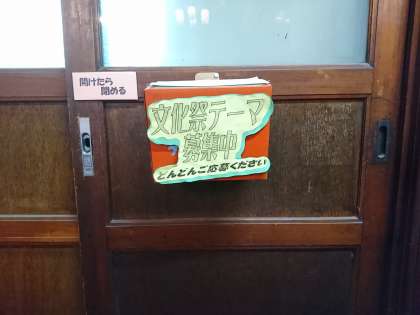 開けたら
閉める
文化祭テーマ
募集中
どんどんご応募ください